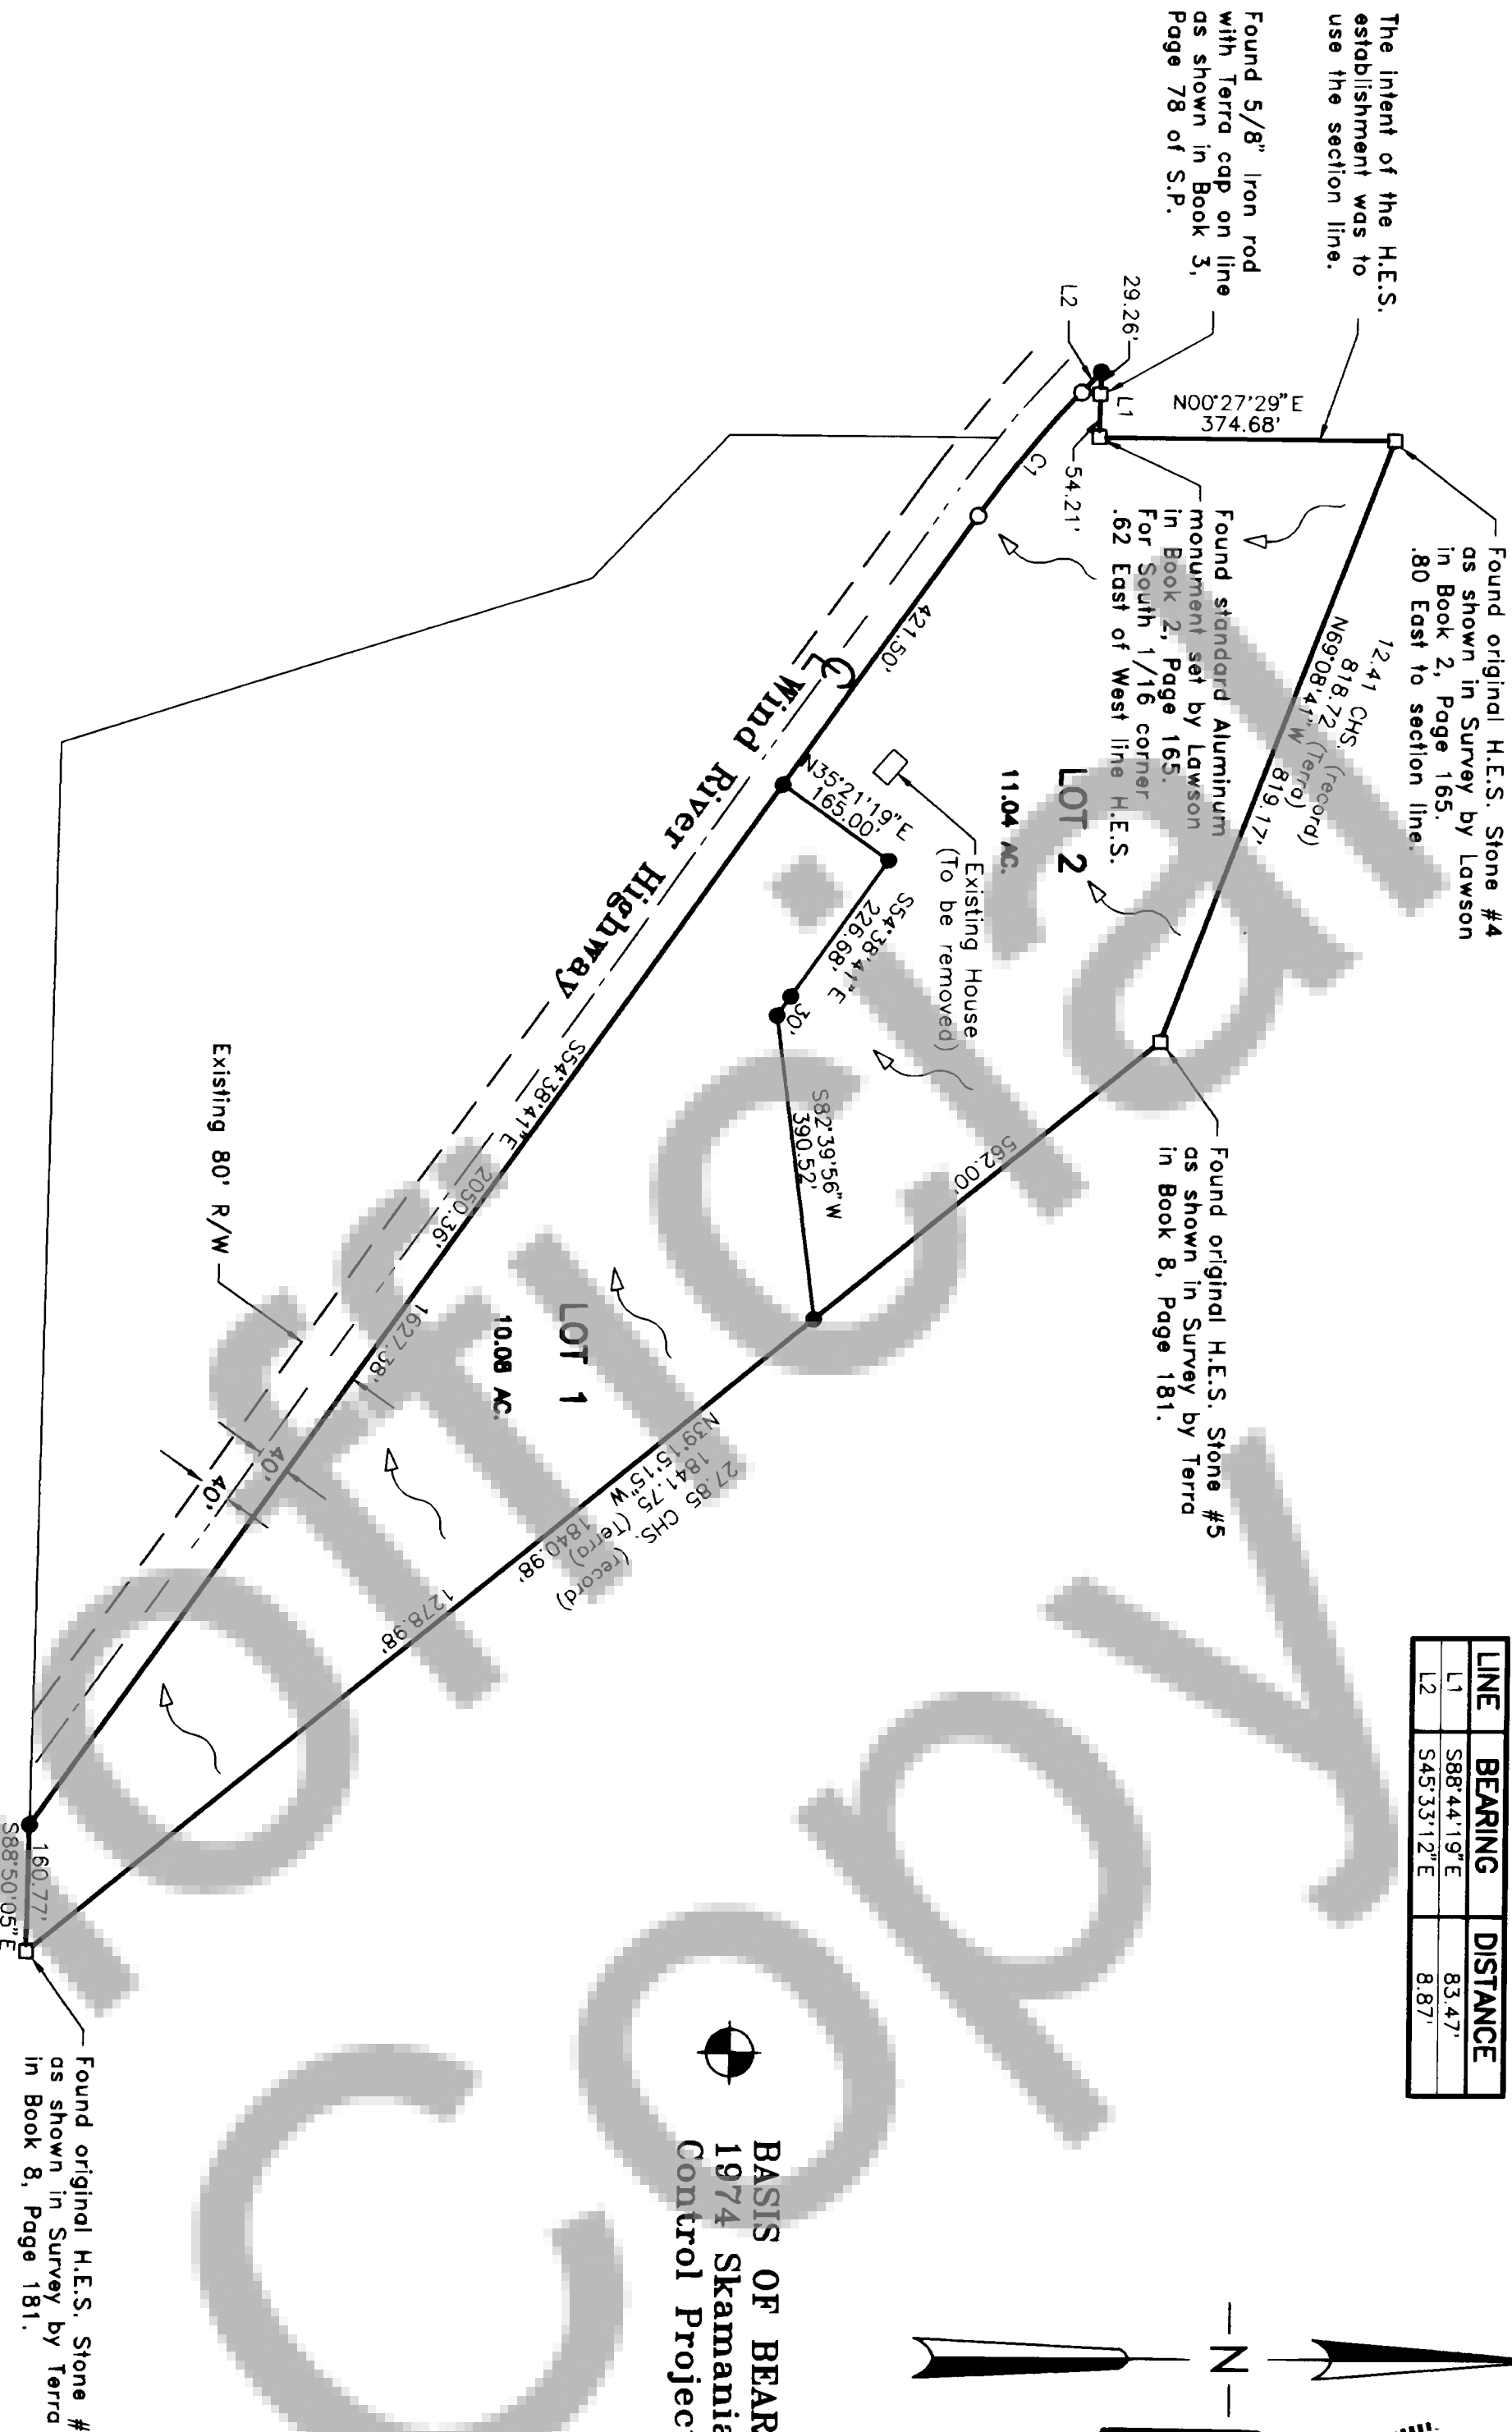 The intent of the H.E.S.
establishment was to
use the section line.
Found 5/8" Iron rod
with Terra cap on line
as shown in Book 3,
Page 78 of S.P.
Found original H.E.S. Stone #4
as shown in Survey by Lawson
in Book 2, Page 165.
.80 East to section line.
29.26'
L2
L1
54.21'
C1
N00°27'29"E
374.68'
12.41 CHS. (record)
818.72 (Terra)
N69°08'41"W 819.17'
Found standard Aluminum
monument set by Lawson
in Book 2, Page 165.
For South 1/16 corner
.62 East of West line H.E.S.
LOT 2
11.04 AC.
421.50'
N35°21'19"E
165.00'
S54°38'41"E
226.68'
30'
Existing House
(To be removed)
S82°39'56"W
390.52'
562.00'
Found original H.E.S. Stone #5
as shown in Survey by Terra
in Book 8, Page 181.
CL
Wind River Highway
S54°38'41"E
2050.36'
1627.38'
Existing 80' R/W
40'
40'
LOT 1
10.08 AC.
27.85 CHS. (record)
1841.75 (Terra)
N39°15'15"W 1840.98'
1278.98'
160.77'
S88°50'05"E
Found original H.E.S. Stone #
as shown in Survey by Terra
in Book 8, Page 181.
LINE BEARING DISTANCE
L1 S88°44'19"E 83.47'
L2 S45°33'12"E 8.87'
BASIS OF BEAR
1974 Skamania
Control Projec
N
Unofficial
Copy